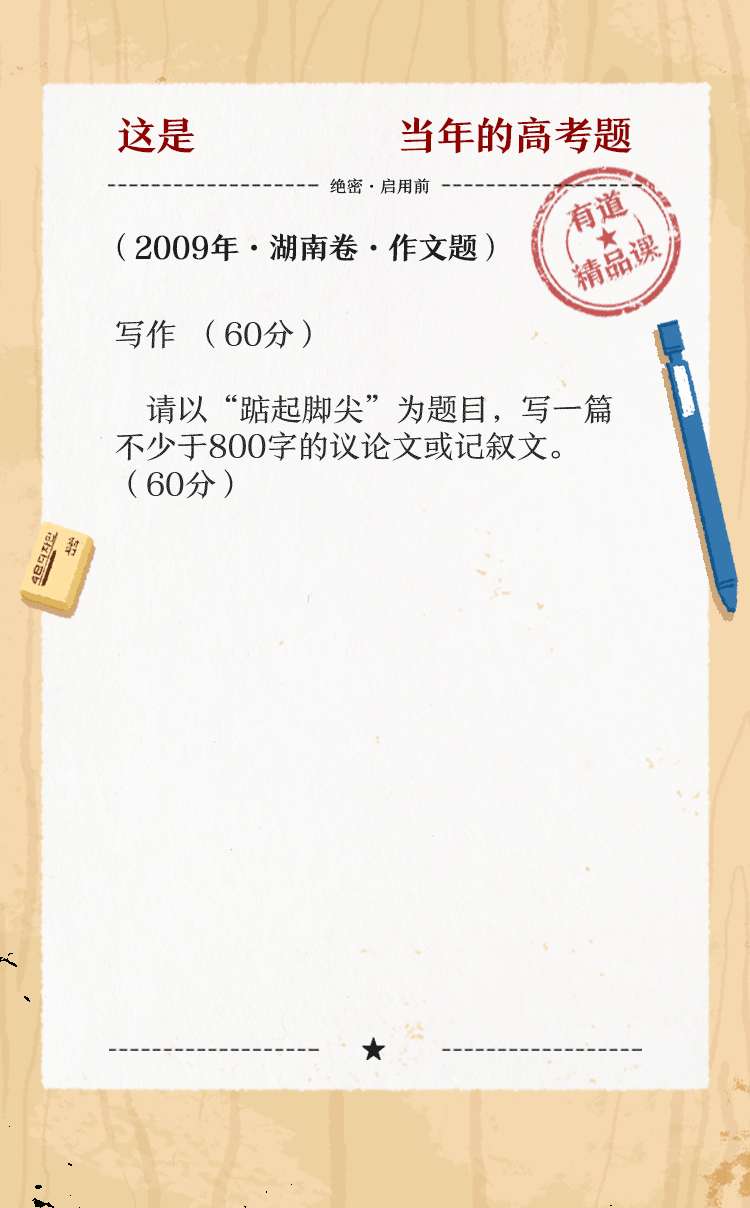 这是 当年的高考题
绝密·启用前
有道
精品课
（2009年·湖南卷·作文题）
写作 （60分）
请以“踮起脚尖”为题目，写一篇
不少于800字的议论文或记叙文。
（60分）